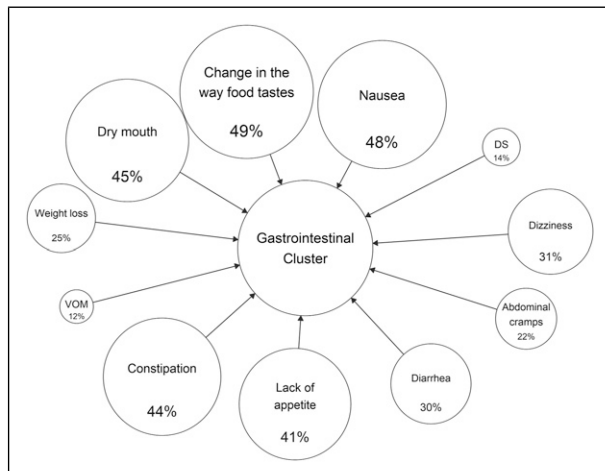 Change in the
way food tastes
49%
Nausea
48%
DS
14%
Dizziness
31%
Abdominal
cramps
22%
Diarrhea
30%
Lack of
appetite
41%
Constipation
44%
VOM
12%
Weight loss
25%
Dry mouth
45%
Gastrointestinal
Cluster